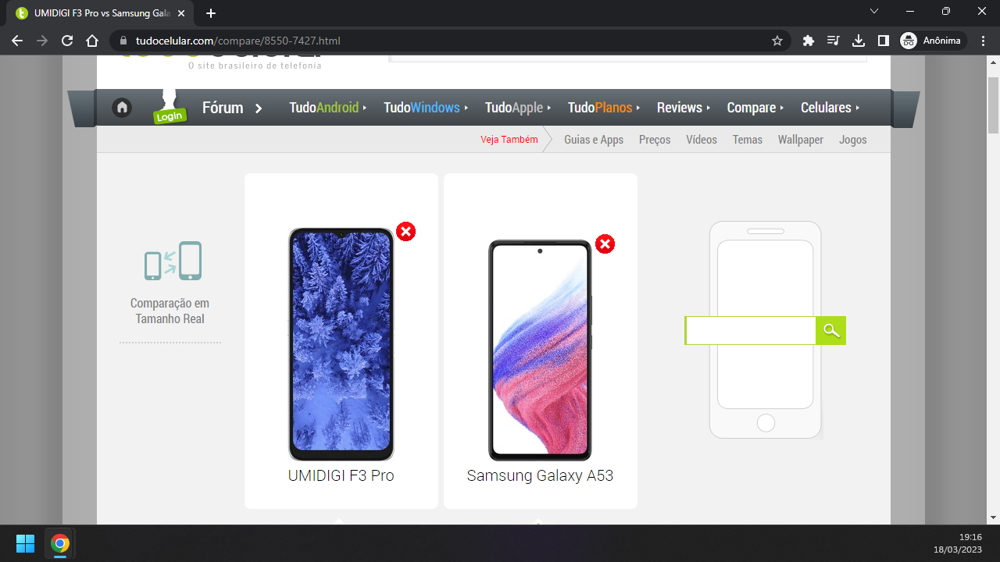 UMIDIGI F3 Pro vs Samsung Gala
tudocelular.com/compare/8550-7427.html
Anônima
O site brasileiro de telefonia
Login
Fórum
TudoAndroid
TudoWindows
TudoApple
TudoPlanos
Reviews
Compare
Celulares
Veja Também
Guias e Apps
Preços
Vídeos
Temas
Wallpaper
Jogos
Comparação em
Tamanho Real
UMIDIGI F3 Pro
Samsung Galaxy A53
19:16
18/03/2023